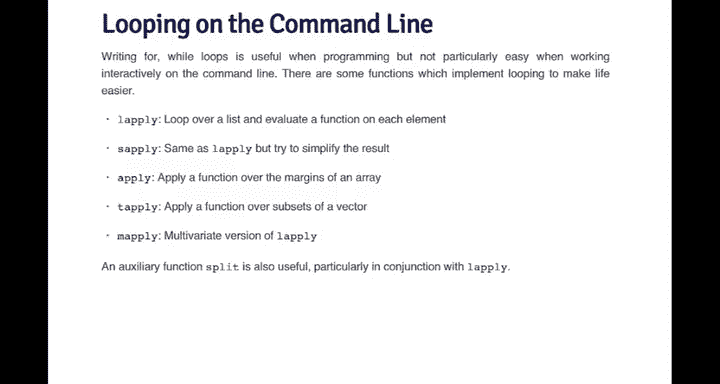 Looping on the Command Line
Writing for, while loops is useful when programming but not particularly easy when working
interactively on the command line. There are some functions which implement looping to make life
easier.
· lapply: Loop over a list and evaluate a function on each element
· sapply: Same as lapply but try to simplify the result
· apply: Apply a function over the margins of an array
· tapply: Apply a function over subsets of a vector
· mapply: Multivariate version of lapply
An auxiliary function split is also useful, particularly in conjunction with lapply.